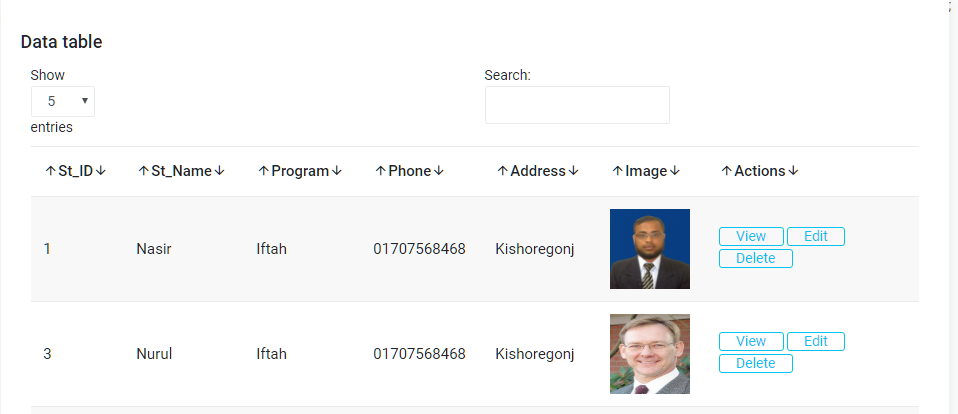 ;
Data table
Show
Search:
5
entries
St_ID St_Name Program Phone Address Image Actions
1 Nasir Iftah 01707568468 Kishoregonj View Edit
Delete
3 Nurul Iftah 01707568468 Kishoregonj View Edit
Delete